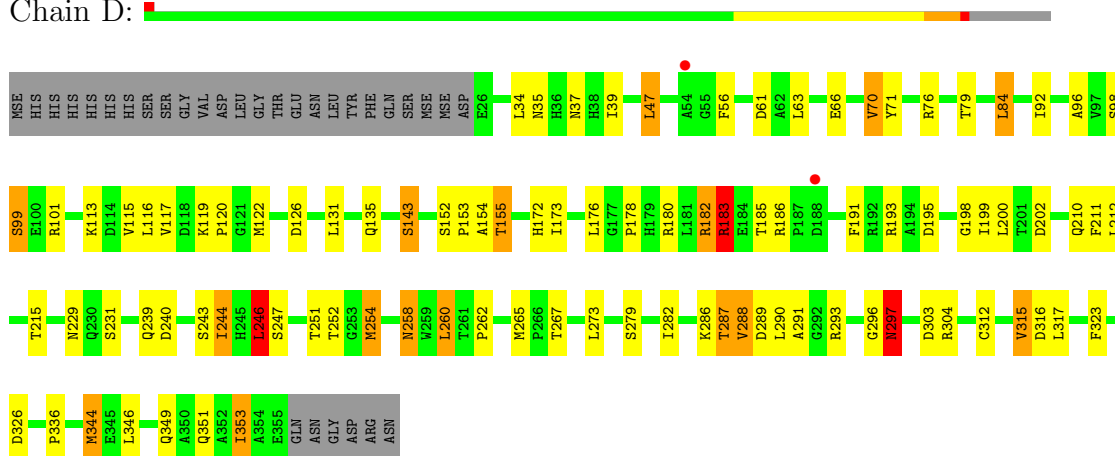 Chain D:
MSE HIS HIS HIS HIS HIS HIS SER SER GLY VAL ASP LEU GLY THR GLU ASN LEU TYR PHE GLN SER MSE MSE ASP E26 L34 N35 H36 N37 H38 I39 L47 A54 G55 F56 D61 A62 L63 E66 V70 Y71 R76 T79 L84 I92 A96 V97 S98
S99 E100 R101 K113 D114 V115 L116 V117 D118 K119 P120 G121 M122 D126 L131 Q135 S143 S152 P153 A154 T155 H172 I173 L176 G177 P178 H179 R180 L181 R182 R183 E184 T185 R186 P187 D188 F191 R192 R193 A194 D195 G198 I199 L200 T201 D202 Q210 F211 L212
T215 N229 Q230 S231 Q239 D240 S243 I244 H245 L246 S247 T251 T252 G253 M254 N258 W259 L260 T261 P262 M265 P266 T267 L273 S279 I282 K286 T287 V288 D289 L290 A291 G292 R293 G296 N297 D303 R304 C312 V315 D316 L317 F323
D326 P336 M344 E345 L346 Q349 A350 Q351 A352 I353 A354 E355 GLN ASN GLY ASP ARG ASN